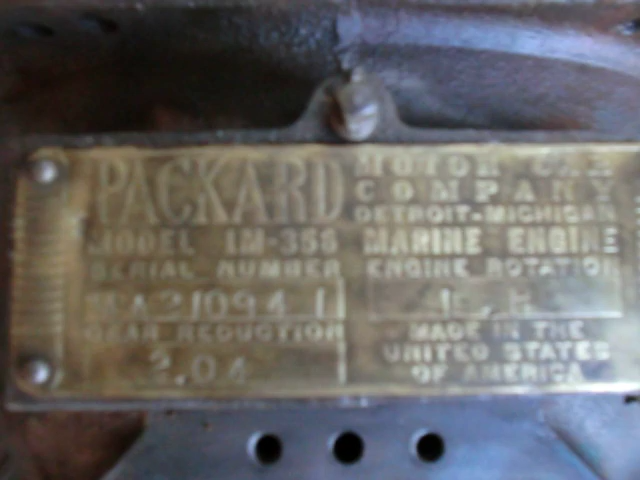 PACKARD MOTOR CAR
COMPANY
DETROIT-MICHIGAN
MODEL 1M-356 MARINE ENGINE
SERIAL NUMBER ENGINE ROTATION
GEAR REDUCTION MADE IN THE
2.04 UNITED STATES
OF AMERICA